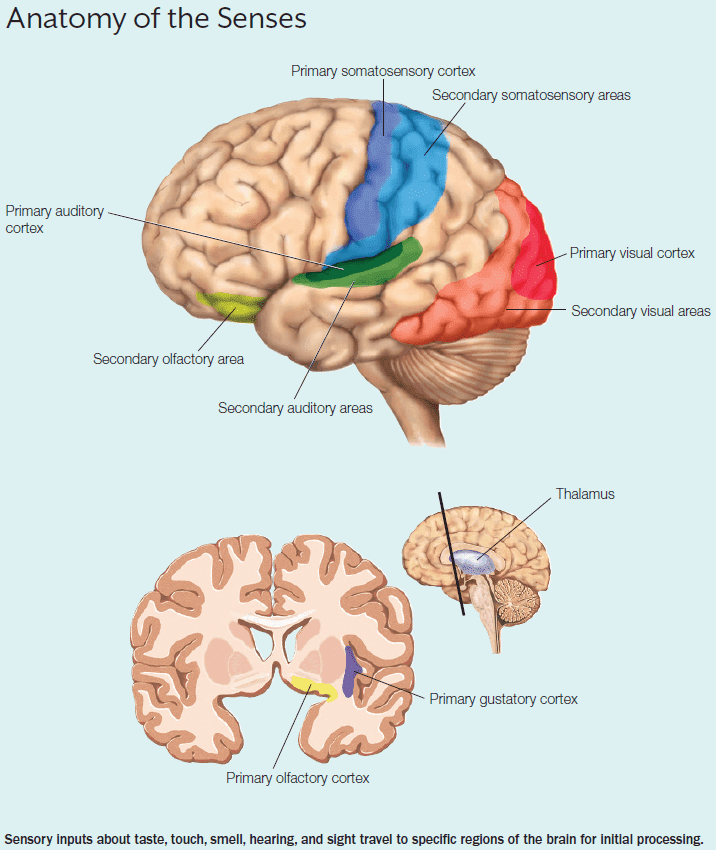 Anatomy of the Senses
Primary somatosensory cortex
Secondary somatosensory areas
Primary auditory
cortex
Primary visual cortex
Secondary visual areas
Secondary olfactory area
Secondary auditory areas
Thalamus
Primary gustatory cortex
Primary olfactory cortex
Sensory inputs about taste, touch, smell, hearing, and sight travel to specific regions of the brain for initial processing.